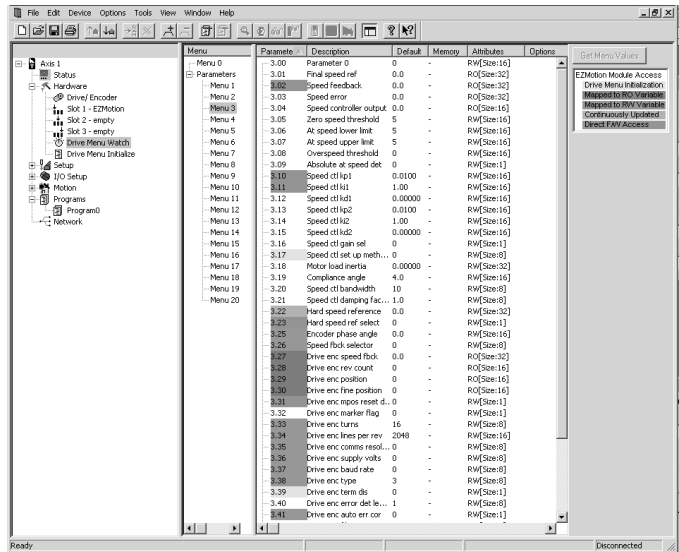 File Edit Device Options Tools View Window Help
Axis 1
Status
Hardware
Drive/ Encoder
Slot 1 - EZMotion
Slot 2 - empty
Slot 3 - empty
Drive Menu Watch
Drive Menu Initialize
Setup
I/O Setup
Motion
Programs
Program0
Network
Menu
Menu 0
Parameters
Menu 1
Menu 2
Menu 3
Menu 4
Menu 5
Menu 6
Menu 7
Menu 8
Menu 9
Menu 10
Menu 11
Menu 12
Menu 13
Menu 14
Menu 15
Menu 16
Menu 17
Menu 18
Menu 19
Menu 20
Paramete Description Default Memory Attributes Options
3.00 Parameter 0 0 - RW[Size:16]
3.01 Final speed ref 0.0 - RO[Size:32]
3.02 Speed feedback 0.0 - RO[Size:32]
3.03 Speed error 0.0 - RO[Size:32]
3.04 Speed controller output 0.0 - RO[Size:16]
3.05 Zero speed threshold 5 - RW[Size:16]
3.06 At speed lower limit 5 - RW[Size:16]
3.07 At speed upper limit 5 - RW[Size:16]
3.08 Overspeed threshold 0 - RW[Size:16]
3.09 Absolute at speed det 0 - RW[Size:1]
3.10 Speed ctl kp1 0.0100 - RW[Size:16]
3.11 Speed ctl ki1 1.00 - RW[Size:16]
3.12 Speed ctl kd1 0.00000 - RW[Size:16]
3.13 Speed ctl kp2 0.0100 - RW[Size:16]
3.14 Speed ctl ki2 1.00 - RW[Size:16]
3.15 Speed ctl kd2 0.00000 - RW[Size:16]
3.16 Speed ctl gain sel 0 - RW[Size:1]
3.17 Speed ctl set up meth... 0 - RW[Size:8]
3.18 Motor load inertia 0.00000 - RW[Size:32]
3.19 Compliance angle 4.0 - RW[Size:16]
3.20 Speed ctl bandwidth 10 - RW[Size:8]
3.21 Speed ctl damping fac... 1.0 - RW[Size:8]
3.22 Hard speed reference 0.0 - RW[Size:32]
3.23 Hard speed ref select 0 - RW[Size:1]
3.25 Encoder phase angle 0.0 - RW[Size:16]
3.26 Speed fbck selector 0 - RW[Size:8]
3.27 Drive enc speed fbck 0.0 - RO[Size:32]
3.28 Drive enc rev count 0 - RO[Size:16]
3.29 Drive enc position 0 - RO[Size:16]
3.30 Drive enc fine position 0 - RO[Size:16]
3.31 Drive enc mpos reset d.. 0 - RW[Size:1]
3.32 Drive enc marker flag 0 - RW[Size:1]
3.33 Drive enc turns 16 - RW[Size:8]
3.34 Drive enc lines per rev 2048 - RW[Size:16]
3.35 Drive enc comms resol... 0 - RW[Size:8]
3.36 Drive enc supply volts 0 - RW[Size:8]
3.37 Drive enc baud rate 0 - RW[Size:8]
3.38 Drive enc type 3 - RW[Size:8]
3.39 Drive enc term dis 0 - RW[Size:1]
3.40 Drive enc error det le... 1 - RW[Size:8]
3.41 Drive enc auto err cor 0 - RW[Size:1]
Get Menu Values
EZMotion Module Access
Drive Menu Initialization
Mapped to RO Variable
Mapped to RW Variable
Continuously Updated
Direct F/W Access
Ready
Disconnected